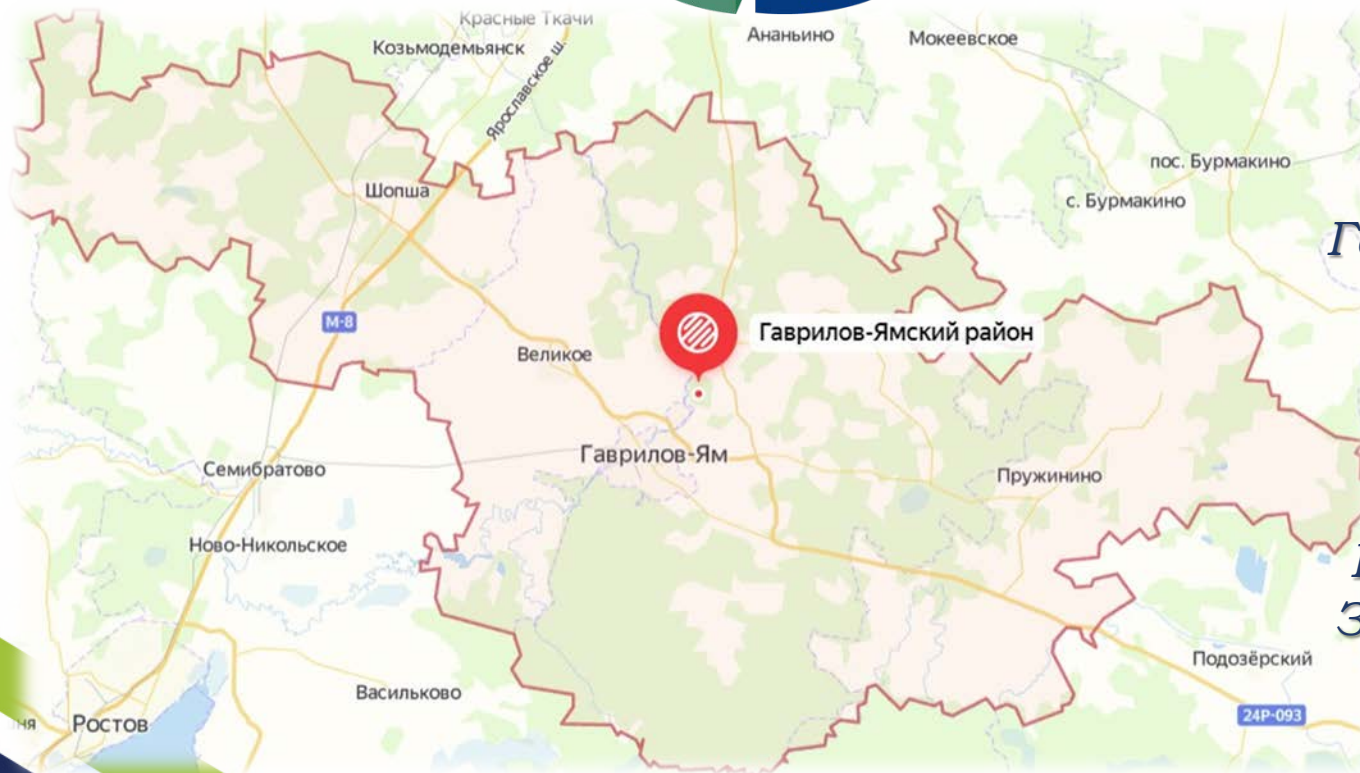 Красные Ткачи
Козьмодемьянск
Ярославское ш.
Ананьино
Мокеевское
пос. Бурмакино
с. Бурмакино
Шопша
М-8
Великое
Гаврилов-Ямский район
Гаврилов-Ям
Семибратово
Пружинино
Ново-Никольское
Подозёрский
Васильково
24Р-093
Ростов